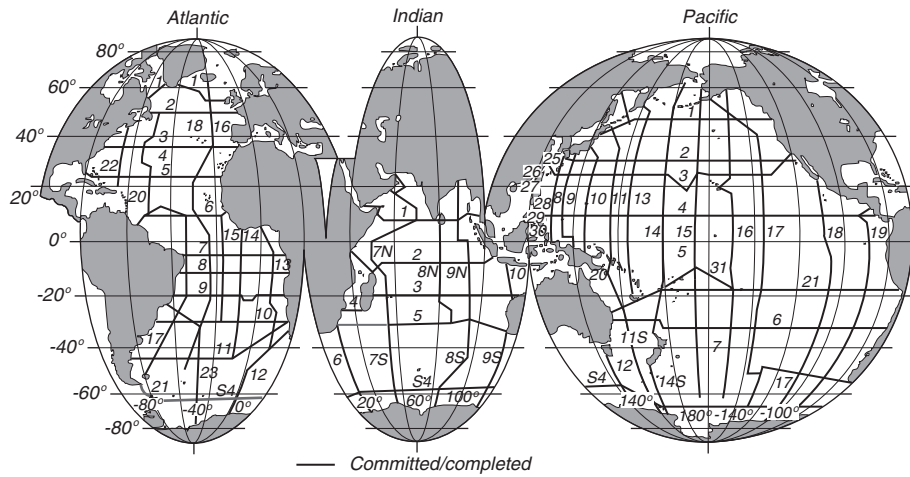 Atlantic Indian Pacific
80°
60° 1 1 1
2
18 16
40° 3 2
4 25
22 5 26 3
20° 20 27
6 1 28 8 9 10 11 13 4
29
0° 7 15 14 7N 2 30 14 15 16 17 18 19
5
8 13 8N 9N 10 20 31
-20° 9 3 21
10 4
17 5 11S 6
-40° 11 6 7S 8S 9S 12 7
23 12
-60° 21 S4 S4 S4 14S 17
-80° -40° 0° 20° 60° 100° 140° 180° -140° -100°
-80°
Committed/completed